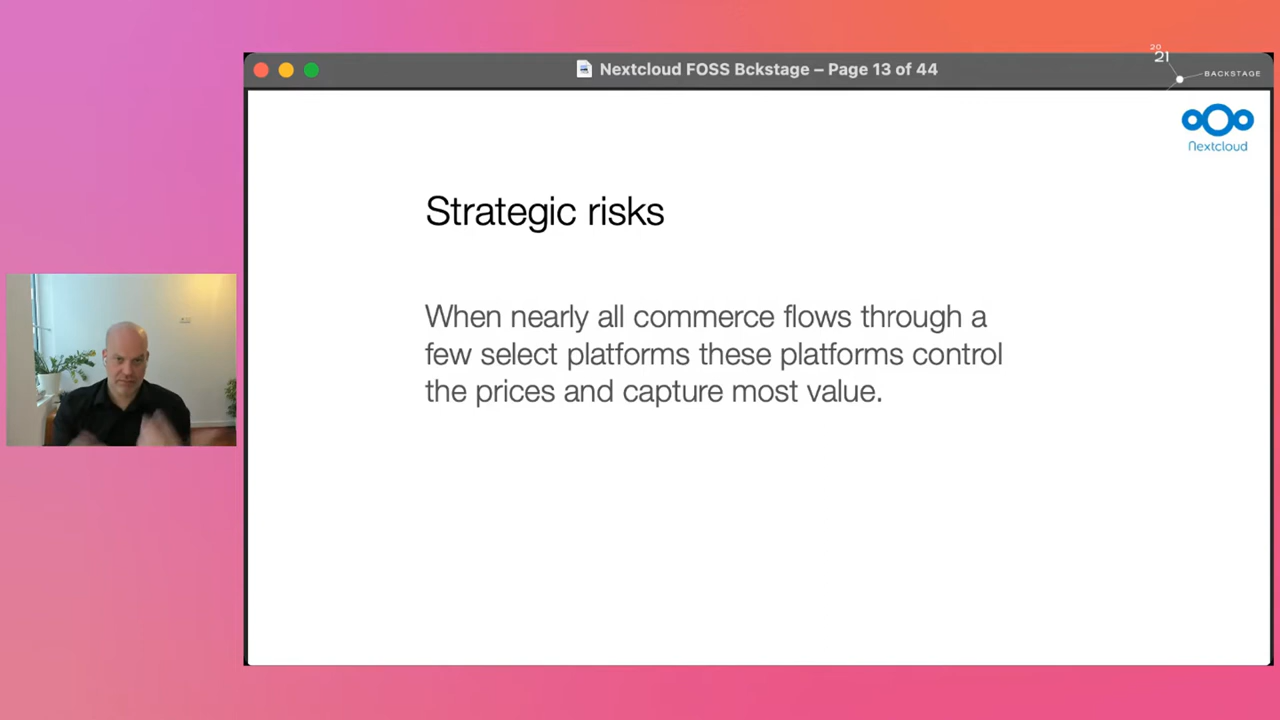 Nextcloud FOSS Bckstage – Page 13 of 44
20
21
BACKSTAGE
Nextcloud
Strategic risks
When nearly all commerce flows through a
few select platforms these platforms control
the prices and capture most value.